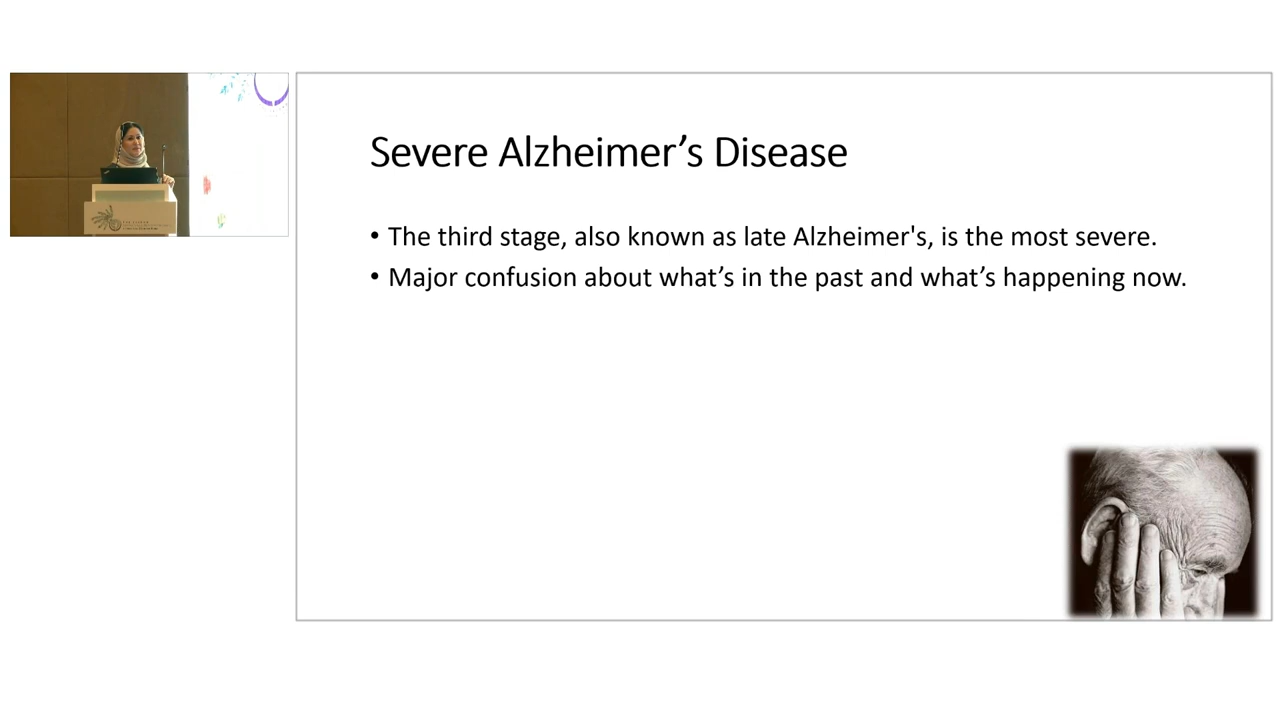 Severe Alzheimer’s Disease
• The third stage, also known as late Alzheimer's, is the most severe.
• Major confusion about what’s in the past and what’s happening now.